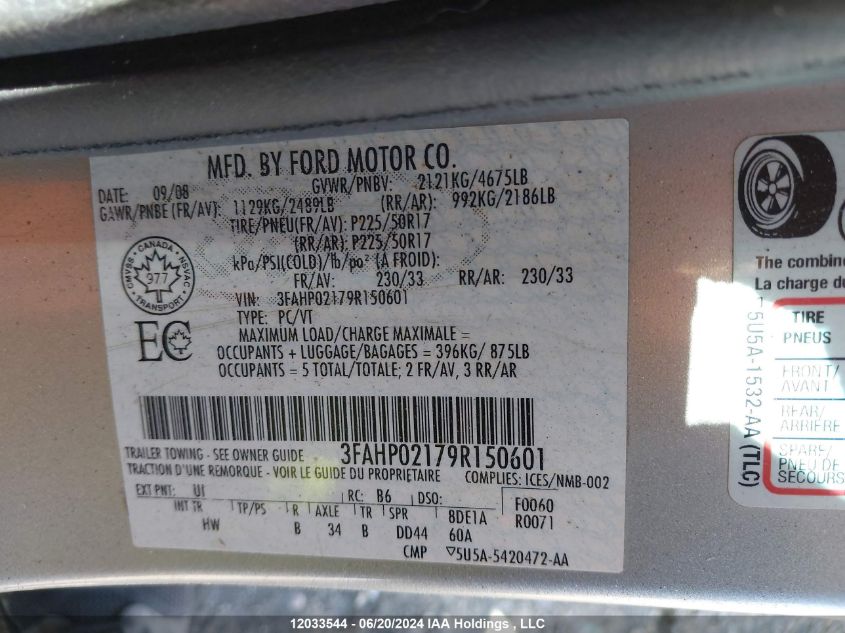 MFD. BY FORD MOTOR CO.
DATE: 09/08 GVWR/PNBV: 2121KG/4675LB
GAWR/PNBE (FR/AV): 1129KG/2489LB (RR/AR): 992KG/2186LB
TIRE/PNEU(FR/AV): P225/50R17
(RR/AR): P225/50R17
kPa/PSI(COLD)/lb/po² (A FROID):
FR/AV: 230/33 RR/AR: 230/33
VIN: 3FAHP02179R150601
TYPE: PC/VT
MAXIMUM LOAD/CHARGE MAXIMALE =
OCCUPANTS + LUGGAGE/BAGAGES = 396KG/ 875LB
OCCUPANTS = 5 TOTAL/TOTALE; 2 FR/AV, 3 RR/AR
CANADA
CMVSS NSVAC
977
TRANSPORT
EC
TRAILER TOWING - SEE OWNER GUIDE 3FAHP02179R150601
TRACTION D'UNE REMORQUE - VOIR LE GUIDE DU PROPRIETAIRE COMPLIES: ICES/NMB-002
EXT PNT: UI RC: B6 DSO: F0060
INT TR TP/PS R AXLE TR SPR 8DE1A R0071
HW B 34 B DD44 60A
CMP ▽5U5A-5420472-AA
The combine
La charge de
TIRE
PNEUS
FRONT/
AVANT
REAR/
ARRIÈRE
SPARE/
PNEU DE
SECOURS
5U5A-1532-AA (TLC)
12033544 - 06/20/2024 IAA Holdings , LLC